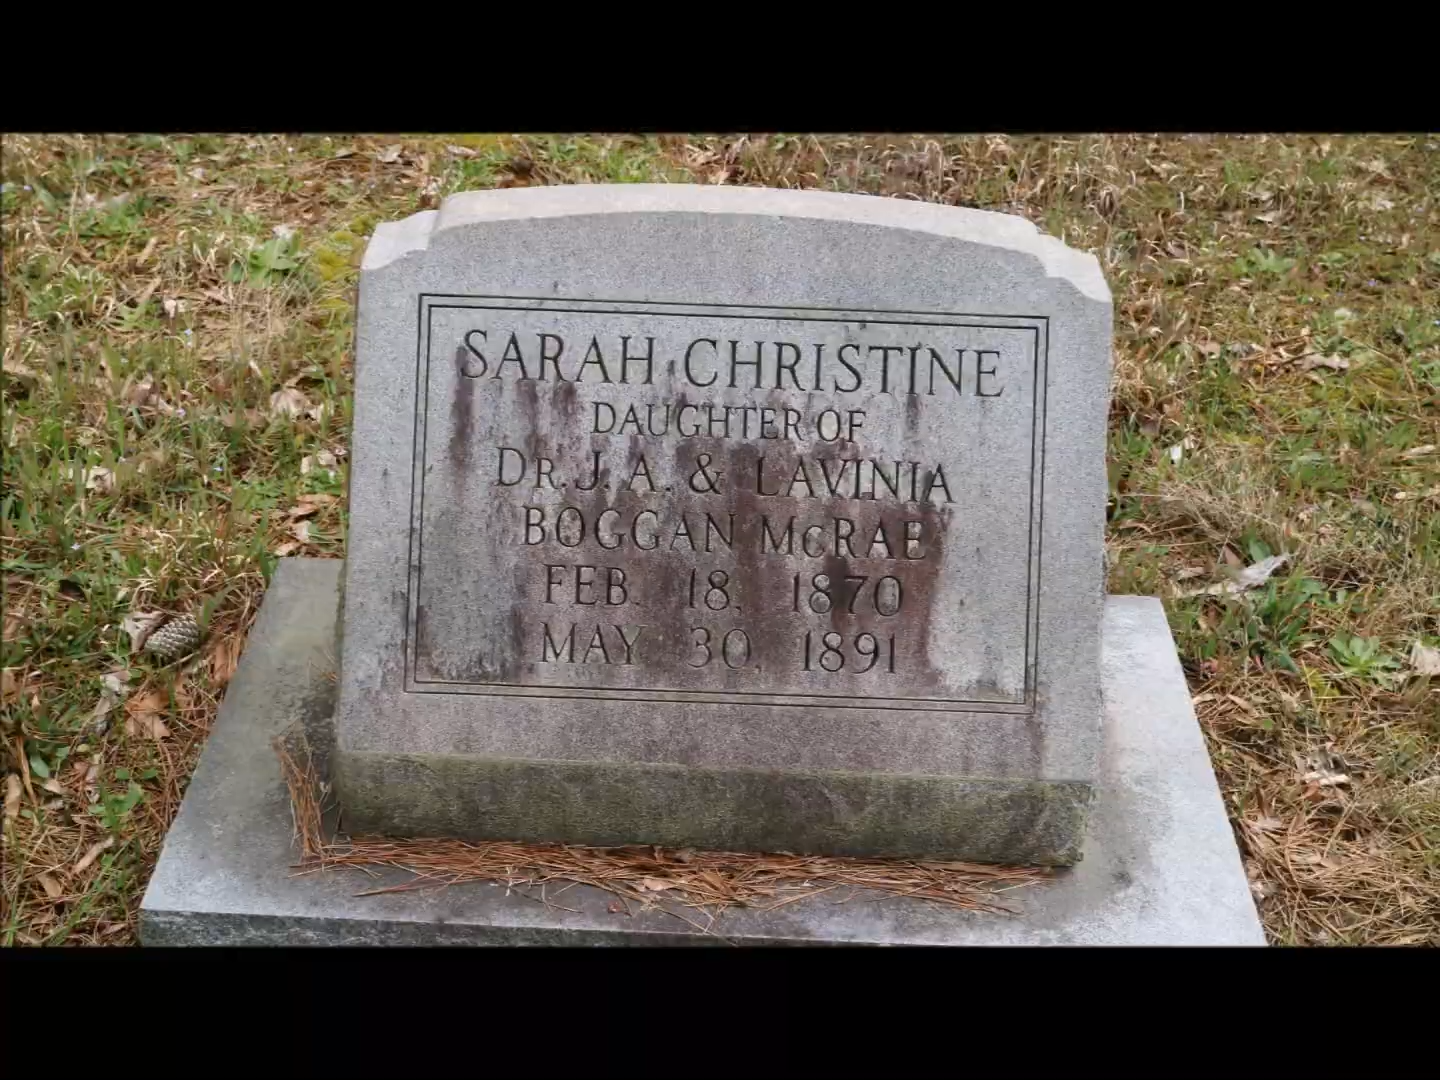 SARAH CHRISTINE
DAUGHTER OF
DR. J. A. & LAVINIA
BOGGAN McRAE
FEB. 18, 1870
MAY 30, 1891